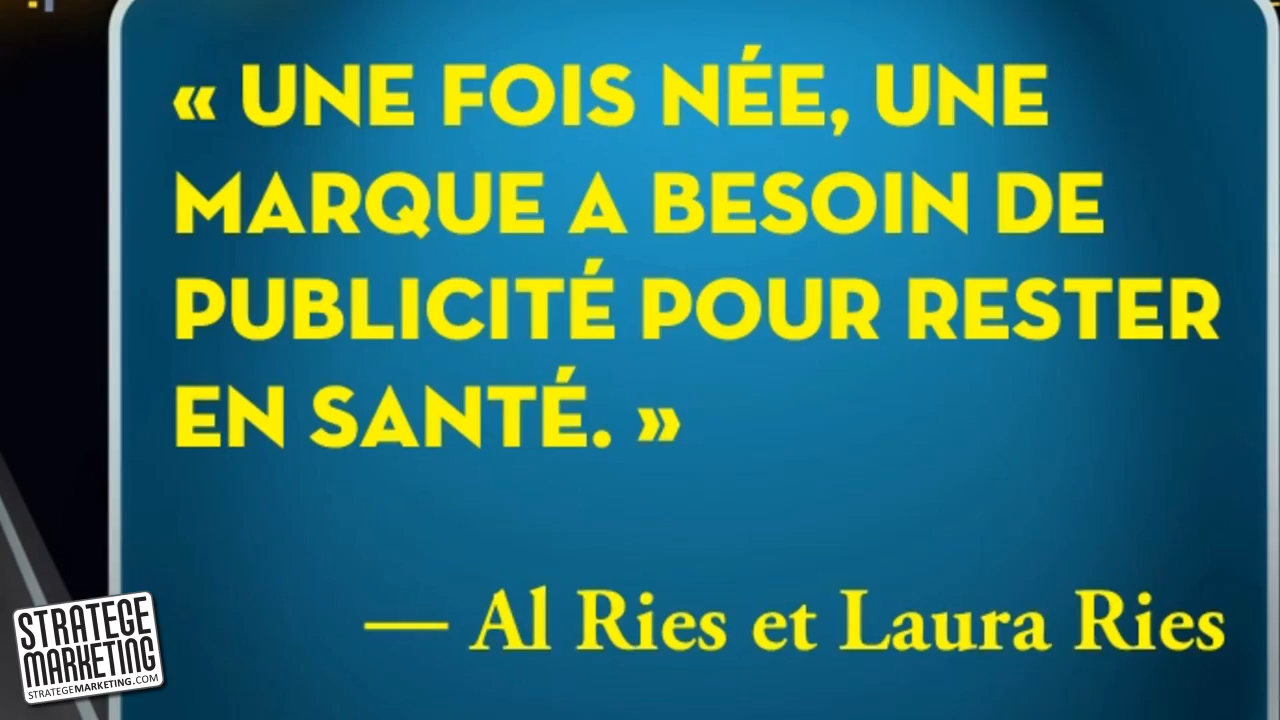 « UNE FOIS NÉE, UNE
MARQUE A BESOIN DE
PUBLICITÉ POUR RESTER
EN SANTÉ. »
— Al Ries et Laura Ries
STRATEGE
MARKETING
STRATEGEMARKETING.COM